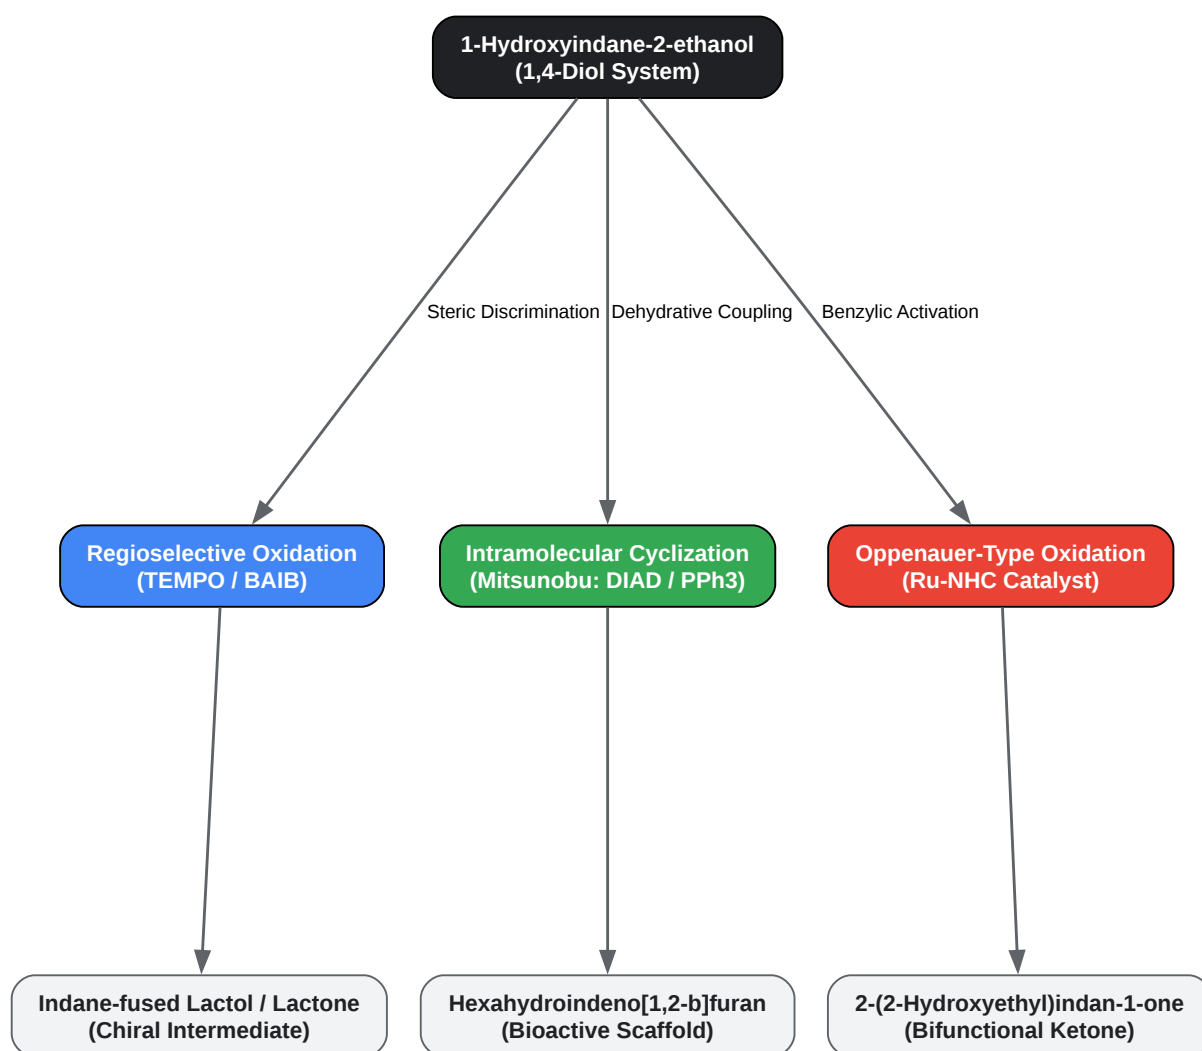 1-Hydroxyindane-2-ethanol
(1,4-Diol System)
Steric Discrimination
Dehydrative Coupling
Benzylic Activation
Regioselective Oxidation
(TEMPO / BAIB)
Intramolecular Cyclization
(Mitsunobu: DIAD / PPh3)
Oppenauer-Type Oxidation
(Ru-NHC Catalyst)
Indane-fused Lactol / Lactone
(Chiral Intermediate)
Hexahydroindeno[1,2-b]furan
(Bioactive Scaffold)
2-(2-Hydroxyethyl)indan-1-one
(Bifunctional Ketone)